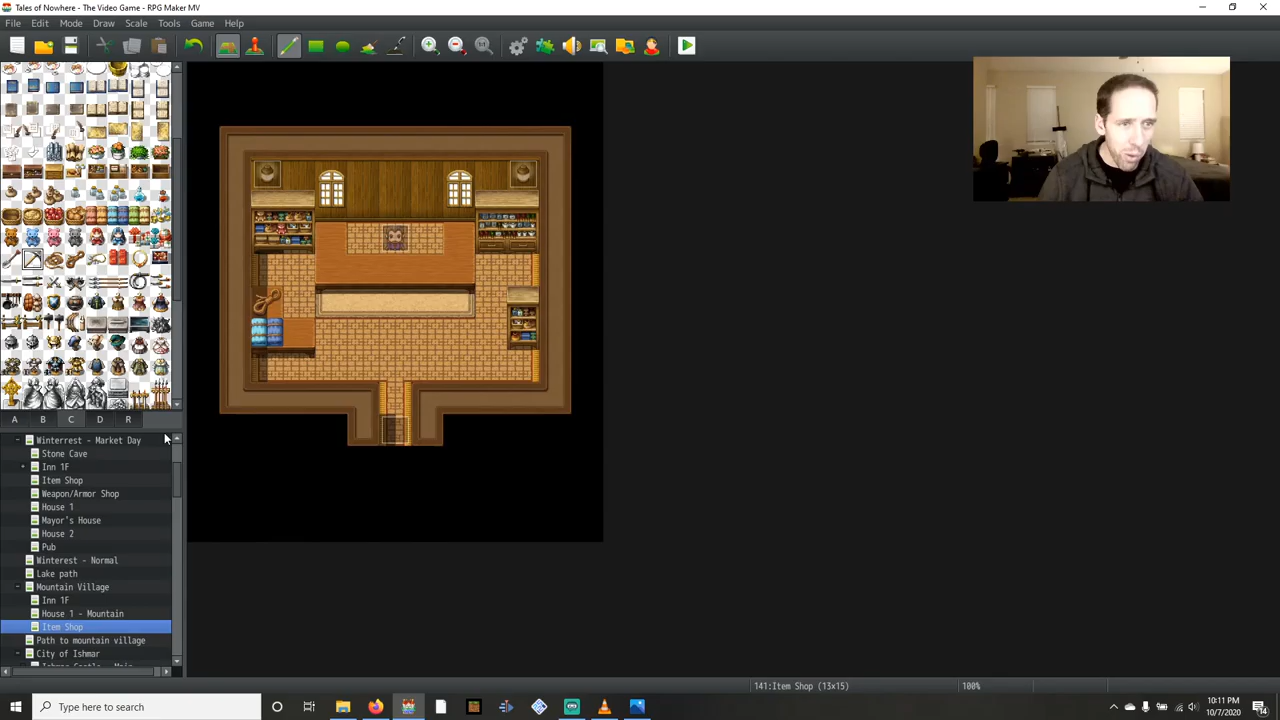 Tales of Nowhere - The Video Game - RPG Maker MV
File Edit Mode Draw Scale Tools Game Help
A B C D R
Winterrest - Market Day
Stone Cave
Inn 1F
Item Shop
Weapon/Armor Shop
House 1
Mayor's House
House 2
Pub
Winterest - Normal
Lake path
Mountain Village
Inn 1F
House 1 - Mountain
Item Shop
Path to mountain village
City of Ishmar
141:Item Shop (13x15) 100%
Type here to search
10:11 PM
10/7/2020
14